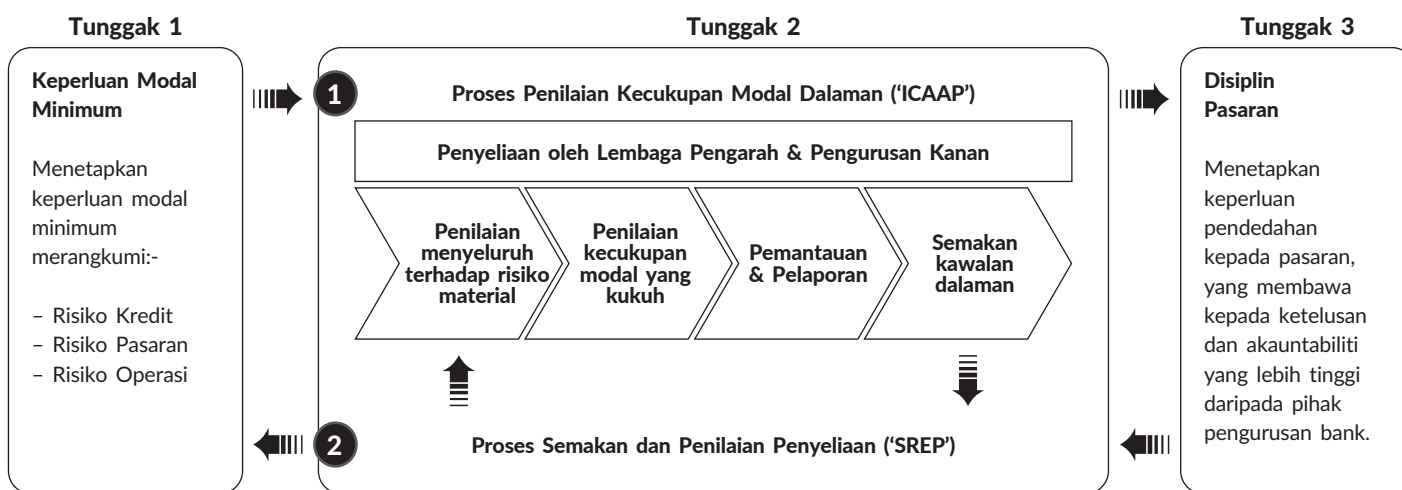 Tunggak 1
Keperluan Modal
Minimum
Menetapkan
keperluan modal
minimum
merangkumi:-
– Risiko Kredit
– Risiko Pasaran
– Risiko Operasi
Tunggak 2
1
Proses Penilaian Kecukupan Modal Dalaman (‘ICAAP’)
Penyeliaan oleh Lembaga Pengarah & Pengurusan Kanan
Penilaian
menyeluruh
terhadap risiko
material
Penilaian
kecukupan
modal yang
kukuh
Pemantauan
& Pelaporan
Semakan
kawalan
dalaman
2
Proses Semakan dan Penilaian Penyeliaan (‘SREP’)
Tunggak 3
Disiplin
Pasaran
Menetapkan
keperluan
pendedahan
kepada pasaran,
yang membawa
kepada ketelusan
dan akauntabiliti
yang lebih tinggi
daripada pihak
pengurusan bank.